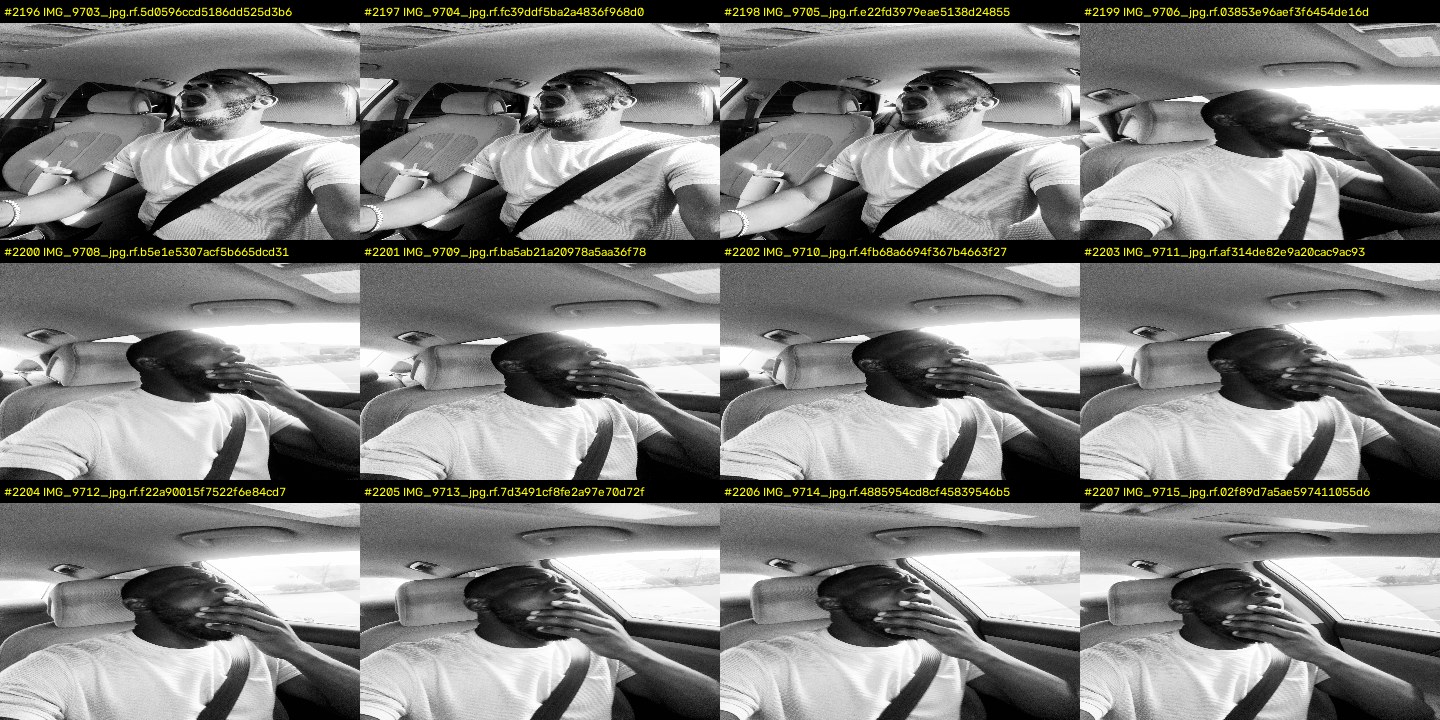 #2196 IMG_9703_jpg.rf.5d0596ccd5186dd525d3b6
#2197 IMG_9704_jpg.rf.fc39ddf5ba2a4836f968d0
#2198 IMG_9705_jpg.rf.e22fd3979eae5138d24855
#2199 IMG_9706_jpg.rf.03853e96aef3f6454de16d
#2200 IMG_9708_jpg.rf.b5e1e5307acf5b665dcd31
#2201 IMG_9709_jpg.rf.ba5ab21a20978a5aa36f78
#2202 IMG_9710_jpg.rf.4fb68a6694f367b4663f27
#2203 IMG_9711_jpg.rf.af314de82e9a20cac9ac93
#2204 IMG_9712_jpg.rf.f22a90015f7522f6e84cd7
#2205 IMG_9713_jpg.rf.7d3491cf8fe2a97e70d72f
#2206 IMG_9714_jpg.rf.4885954cd8cf45839546b5
#2207 IMG_9715_jpg.rf.02f89d7a5ae597411055d6